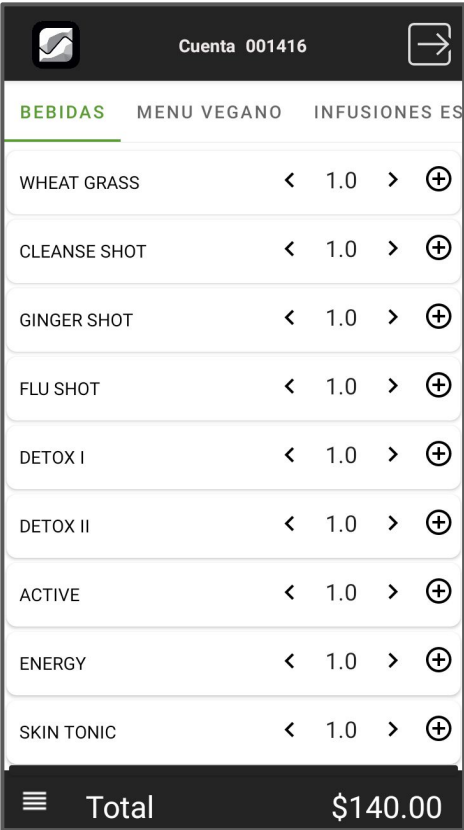 Cuenta 001416
BEBIDAS MENU VEGANO INFUSIONES ES
WHEAT GRASS 1.0
CLEANSE SHOT 1.0
GINGER SHOT 1.0
FLU SHOT 1.0
DETOX I 1.0
DETOX II 1.0
ACTIVE 1.0
ENERGY 1.0
SKIN TONIC 1.0
Total $140.00